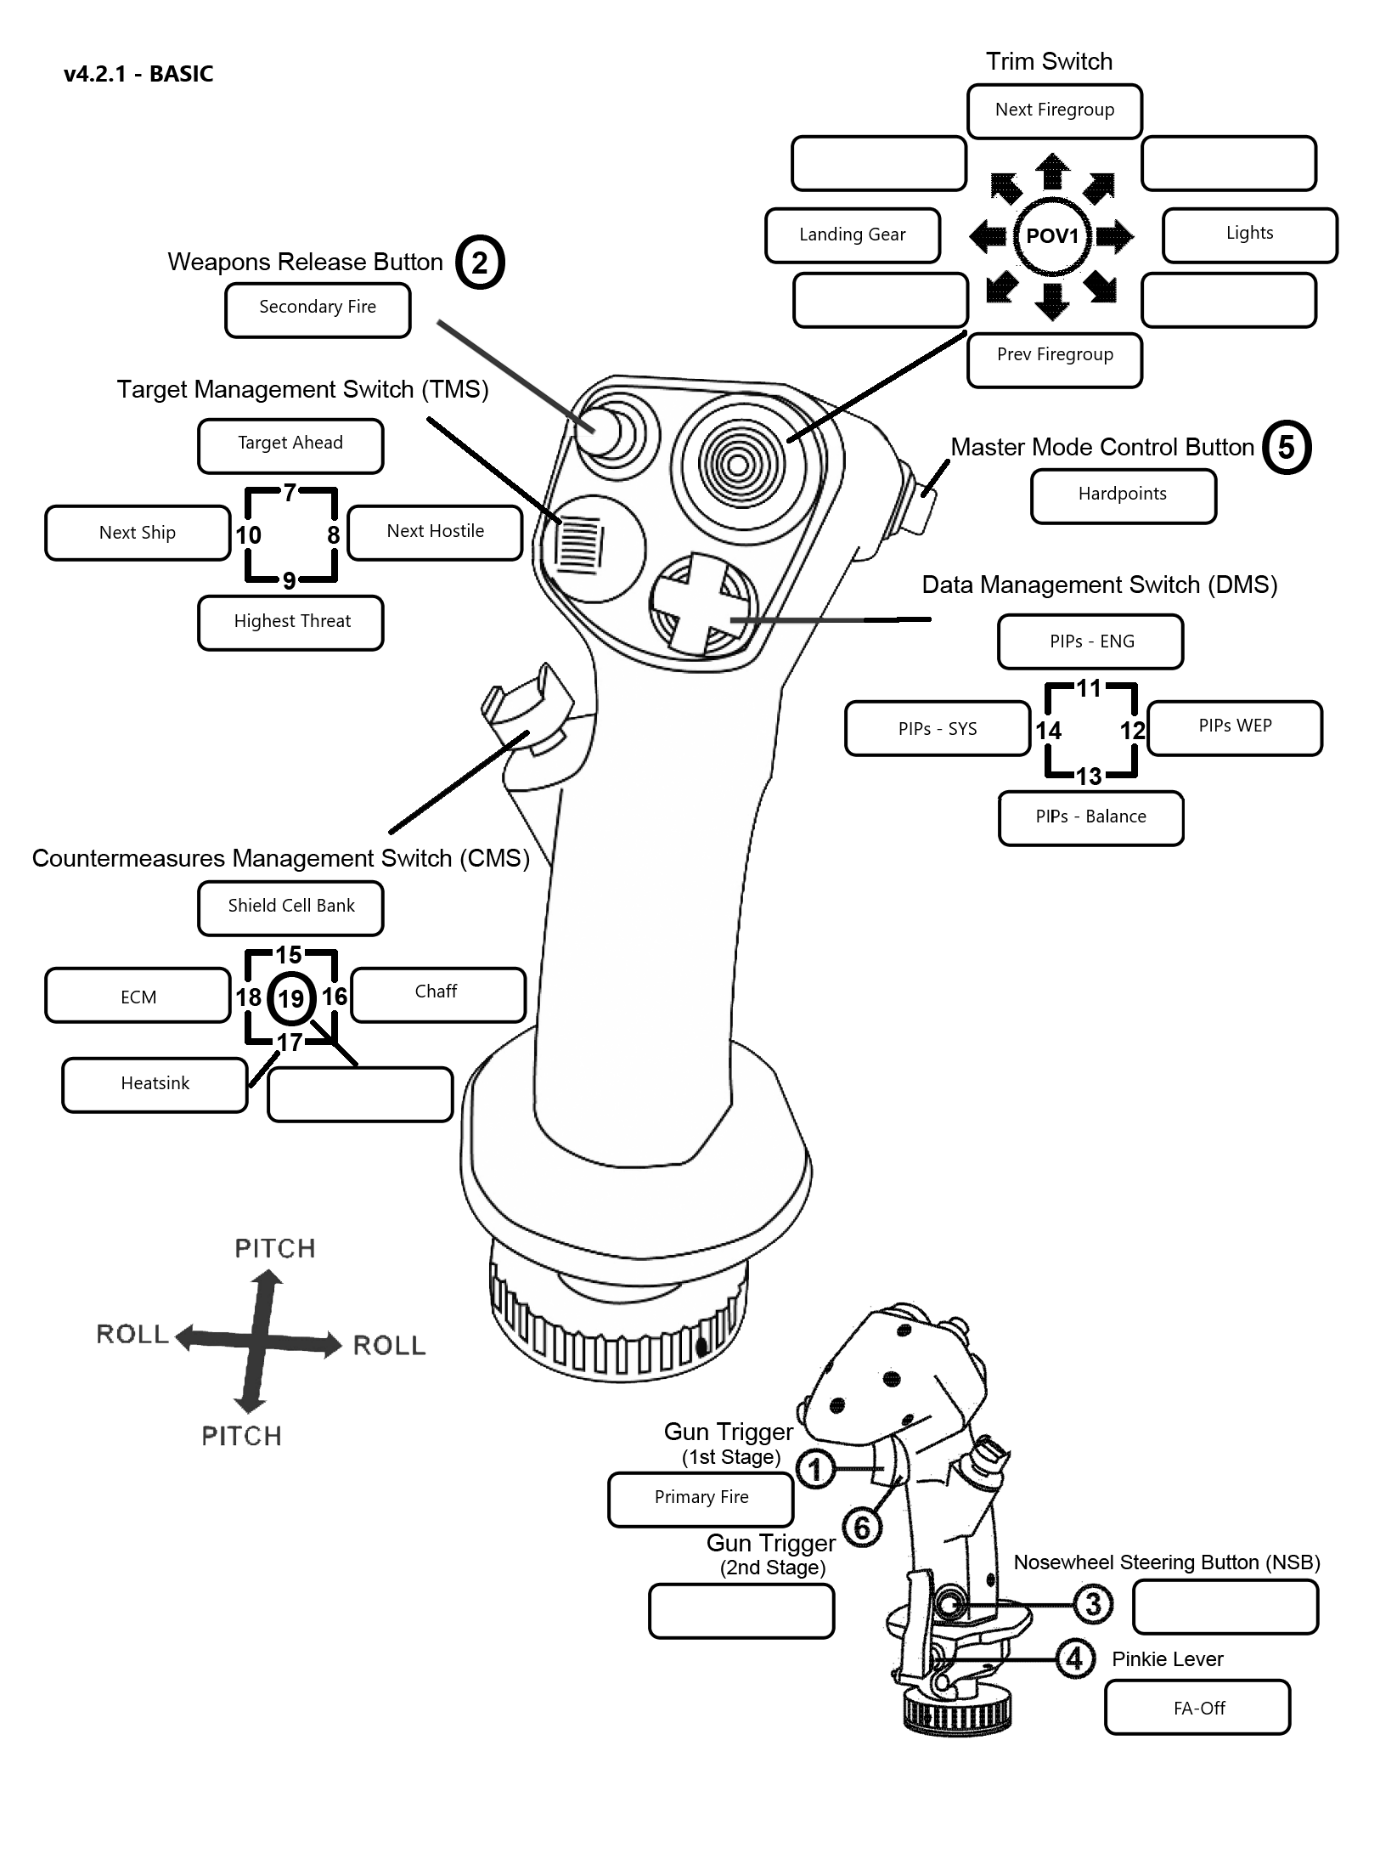 v4.2.1 - BASIC
Trim Switch
Next Firegroup
Landing Gear
POV1
Lights
Prev Firegroup
Weapons Release Button 2
Secondary Fire
Target Management Switch (TMS)
Target Ahead
7
Next Ship
10
8
Next Hostile
9
Highest Threat
Master Mode Control Button 5
Hardpoints
Data Management Switch (DMS)
PIPs - ENG
11
PIPs - SYS
14
12
PIPs WEP
13
PIPs - Balance
Countermeasures Management Switch (CMS)
Shield Cell Bank
15
ECM
18
19
16
Chaff
17
Heatsink
PITCH
ROLL
ROLL
PITCH
Gun Trigger
(1st Stage)
1
Primary Fire
6
Gun Trigger
(2nd Stage)
Nosewheel Steering Button (NSB)
3
4
Pinkie Lever
FA-Off